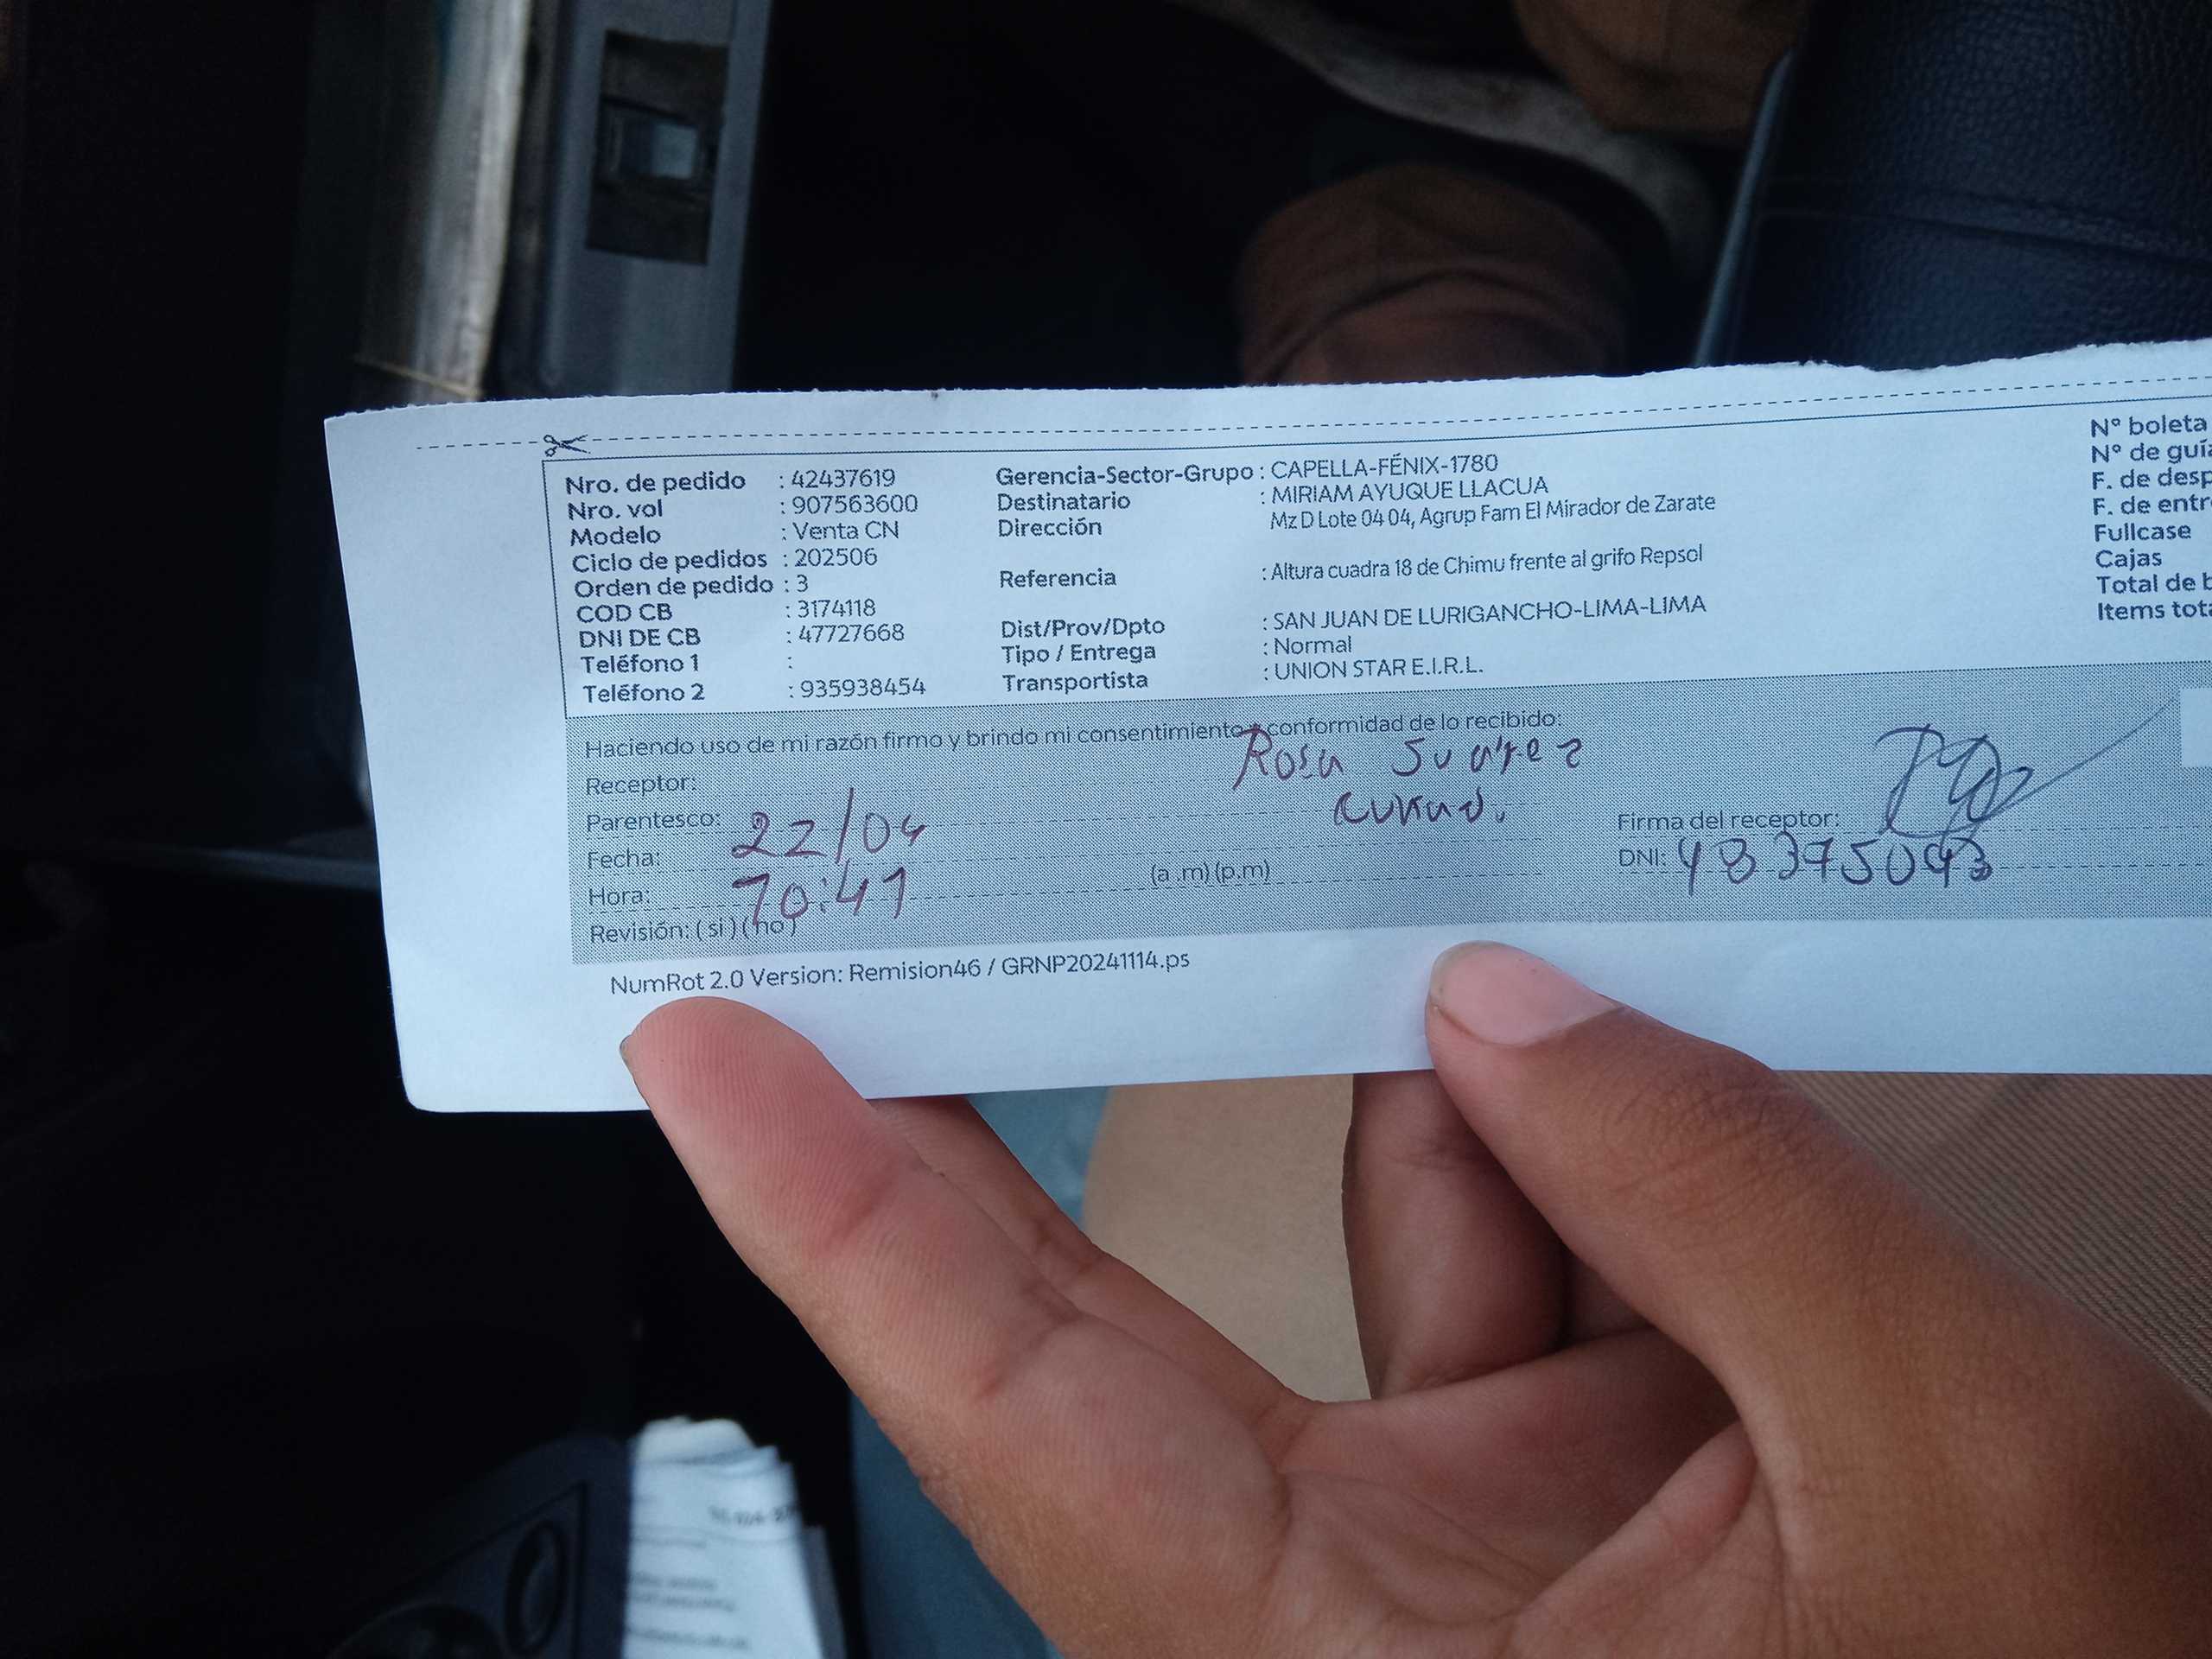 Nro. de pedido : 42437619
Nro. vol : 907563600
Modelo : Venta CN
Ciclo de pedidos : 202506
Orden de pedido : 3
COD CB : 3174118
DNI DE CB : 47727668
Teléfono 1 :
Teléfono 2 : 935938454
Gerencia-Sector-Grupo : CAPELLA-FÉNIX-1780
Destinatario : MIRIAM AYUQUE LLACUA
Dirección Mz D Lote 04 04, Agrup Fam El Mirador de Zarate
Referencia : Altura cuadra 18 de Chimu frente al grifo Repsol
Dist/Prov/Dpto : SAN JUAN DE LURIGANCHO-LIMA-LIMA
Tipo / Entrega : Normal
Transportista : UNION STAR E.I.R.L.
N° boleta
N° de guía
F. de desp
F. de entre
Fullcase
Cajas
Total de b
Items tota
Haciendo uso de mi razón firmo y brindo mi consentimiento y conformidad de lo recibido:
Receptor: Rosa Suárez
Parentesco:
Fecha: 22/04
Hora: 10:41 (a .m) (p.m)
Revisión: ( si ) ( no )
Firma del receptor:
DNI:
NumRot 2.0 Version: Remision46 / GRNP20241114.ps